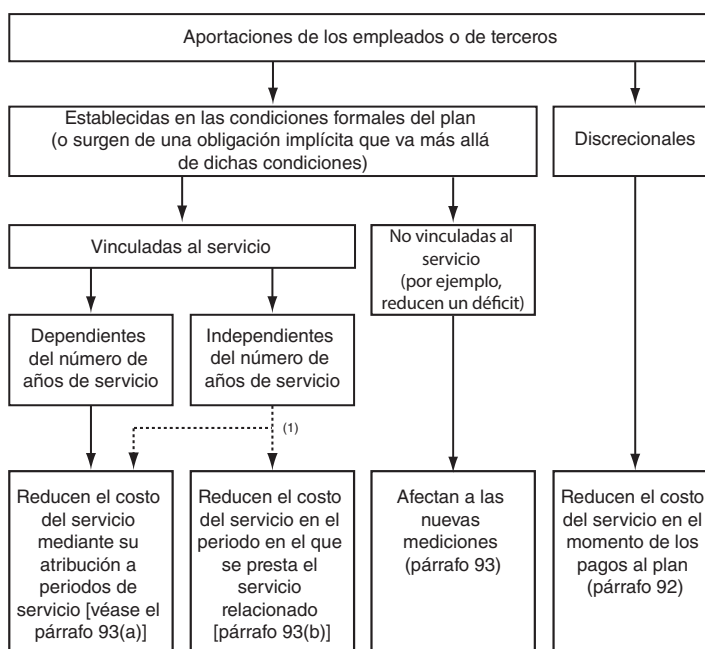 Aportaciones de los empleados o de terceros
Establecidas en las condiciones formales del plan
(o surgen de una obligación implícita que va más allá
de dichas condiciones)
Discrecionales
Vinculadas al servicio
No vinculadas al
servicio
(por ejemplo,
reducen un déficit)
Dependientes
del número de
años de servicio
Independientes
del número de
años de servicio
(1)
Reducen el costo
del servicio
mediante su
atribución a
periodos de
servicio [véase el
párrafo 93(a)]
Reducen el costo
del servicio en el
periodo en el que
se presta el
servicio
relacionado
[párrafo 93(b)]
Afectan a las
nuevas
mediciones
(párrafo 93)
Reducen el costo
del servicio en el
momento de los
pagos al plan
(párrafo 92)